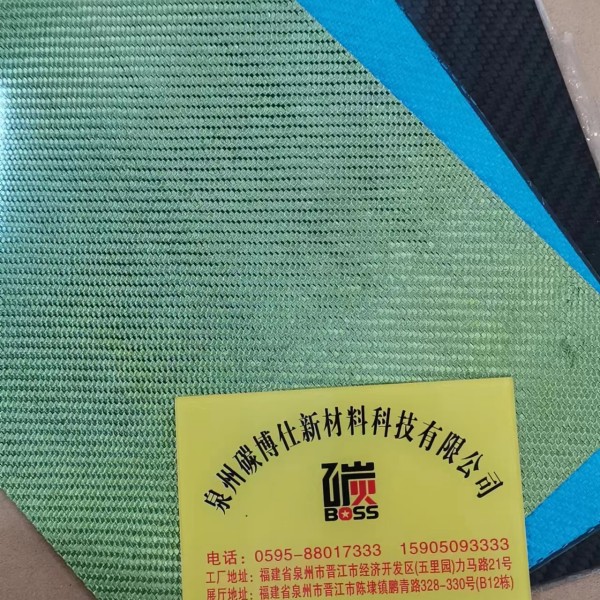 泉州碳博仕新材料科技有限公司
碳
BOSS
电话：0595-88017333 15905093333
工厂地址：福建省泉州市晋江市经济开发区(五里园)力马路21号
展厅地址：福建省泉州市晋江市陈埭镇鹏青路328-330号(B12栋)